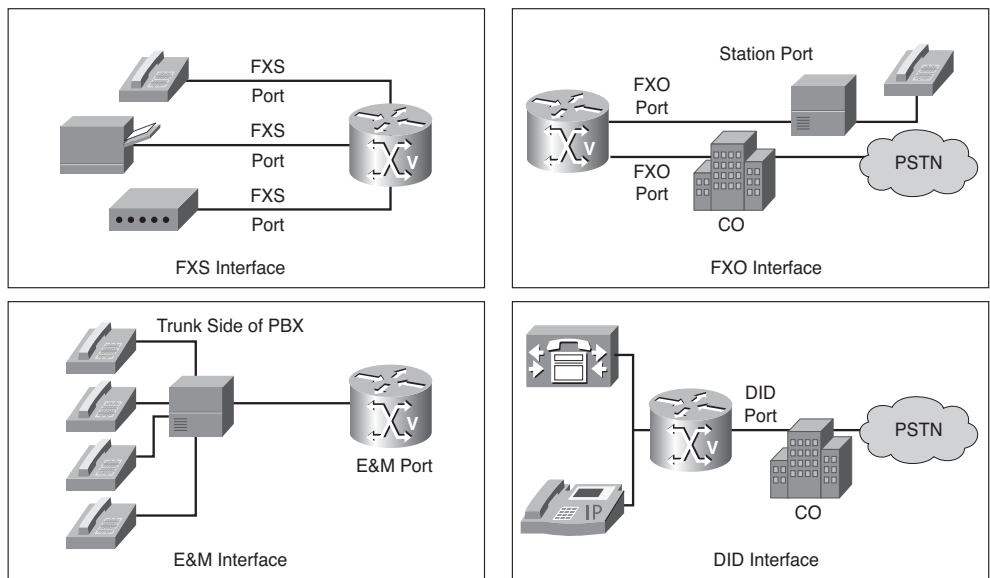 FXS
Port
FXS
Port
FXS
Port
V
FXS Interface
Station Port
FXO
Port
V
FXO
Port
PSTN
CO
FXO Interface
Trunk Side of PBX
V
E&M Port
E&M Interface
DID
Port
PSTN
V
IP
CO
DID Interface